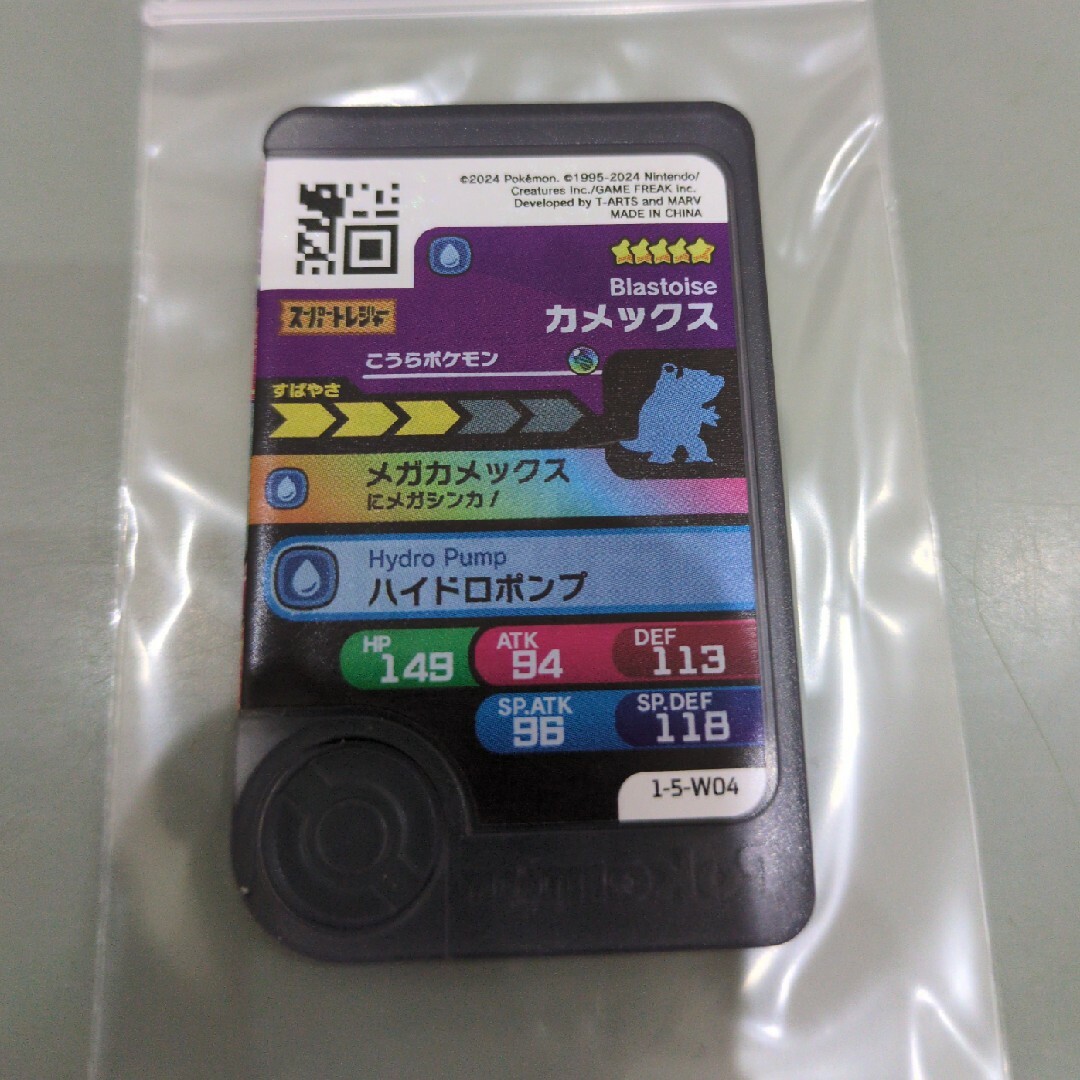 ©2024 Pokémon. ©1995-2024 Nintendo/
Creatures Inc./GAME FREAK inc.
Developed by T-ARTS and MARV
MADE IN CHINA
Blastoise
スーパートレジャー
カメックス
こうらポケモン
すばやさ
メガカメックス
にメガシンカ!
Hydro Pump
ハイドロポンプ
HP 149
ATK 94
DEF 113
SP.ATK 96
SP.DEF 118
1-5-W04